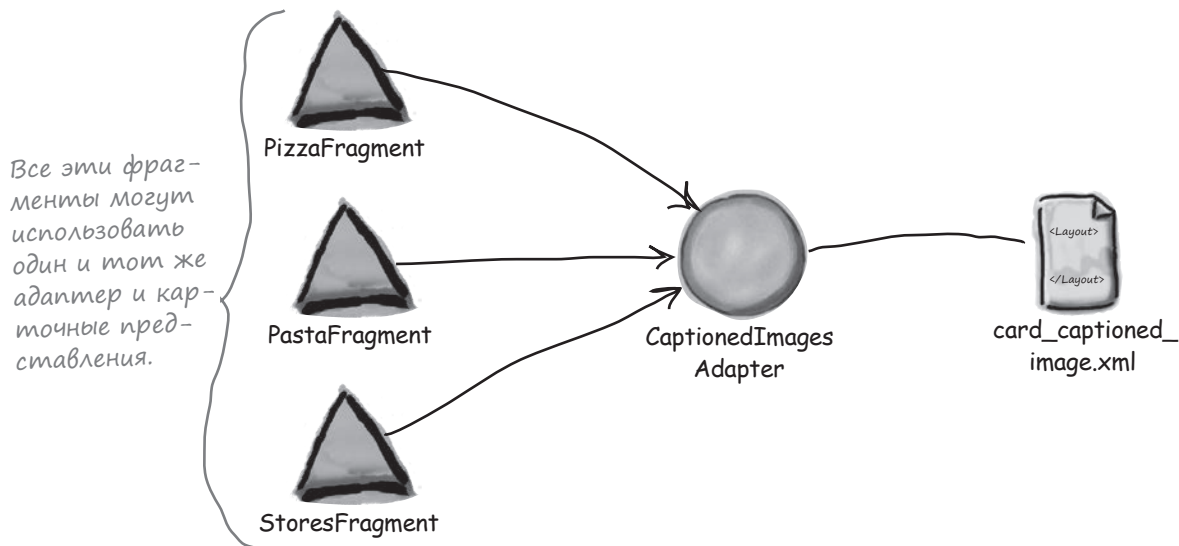 Все эти фраг-
менты могут
использовать
один и тот же
адаптер и кар-
точные пред-
ставления.
PizzaFragment
PastaFragment
StoresFragment
CaptionedImages
Adapter
<Layout>
</Layout>
card_captioned_
image.xml